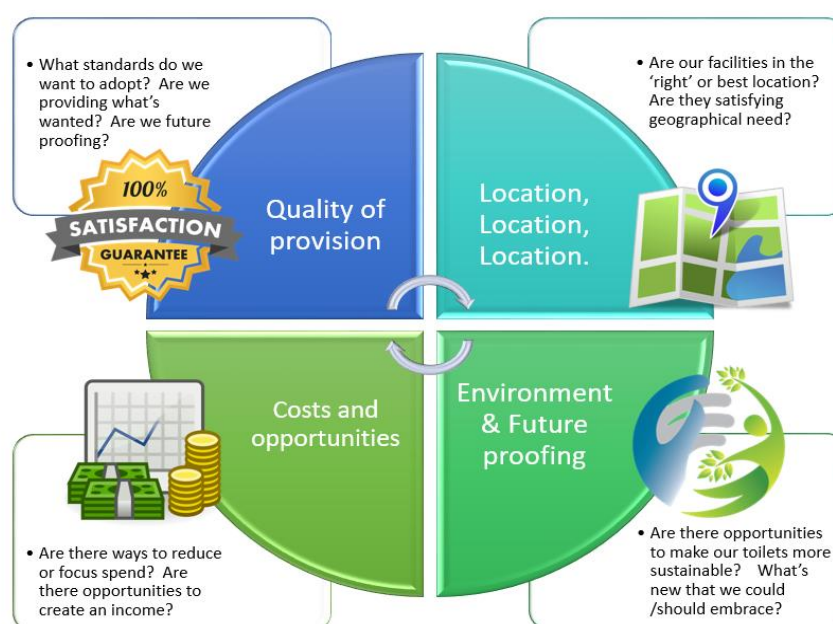 • What standards do we
want to adopt?  Are we
providing what's
wanted?  Are we future
proofing?
100%
SATISFACTION
GUARANTEE
Quality of
provision
• Are our facilities in the
‘right’ or best location?
Are they satisfying
geographical need?
Location,
Location,
Location.
Costs and
opportunities
• Are there ways to reduce
or focus spend?  Are
there opportunities to
create an income?
Environment
& Future
proofing
• Are there opportunities
to make our toilets more
sustainable?   What's
new that we could
/should embrace?